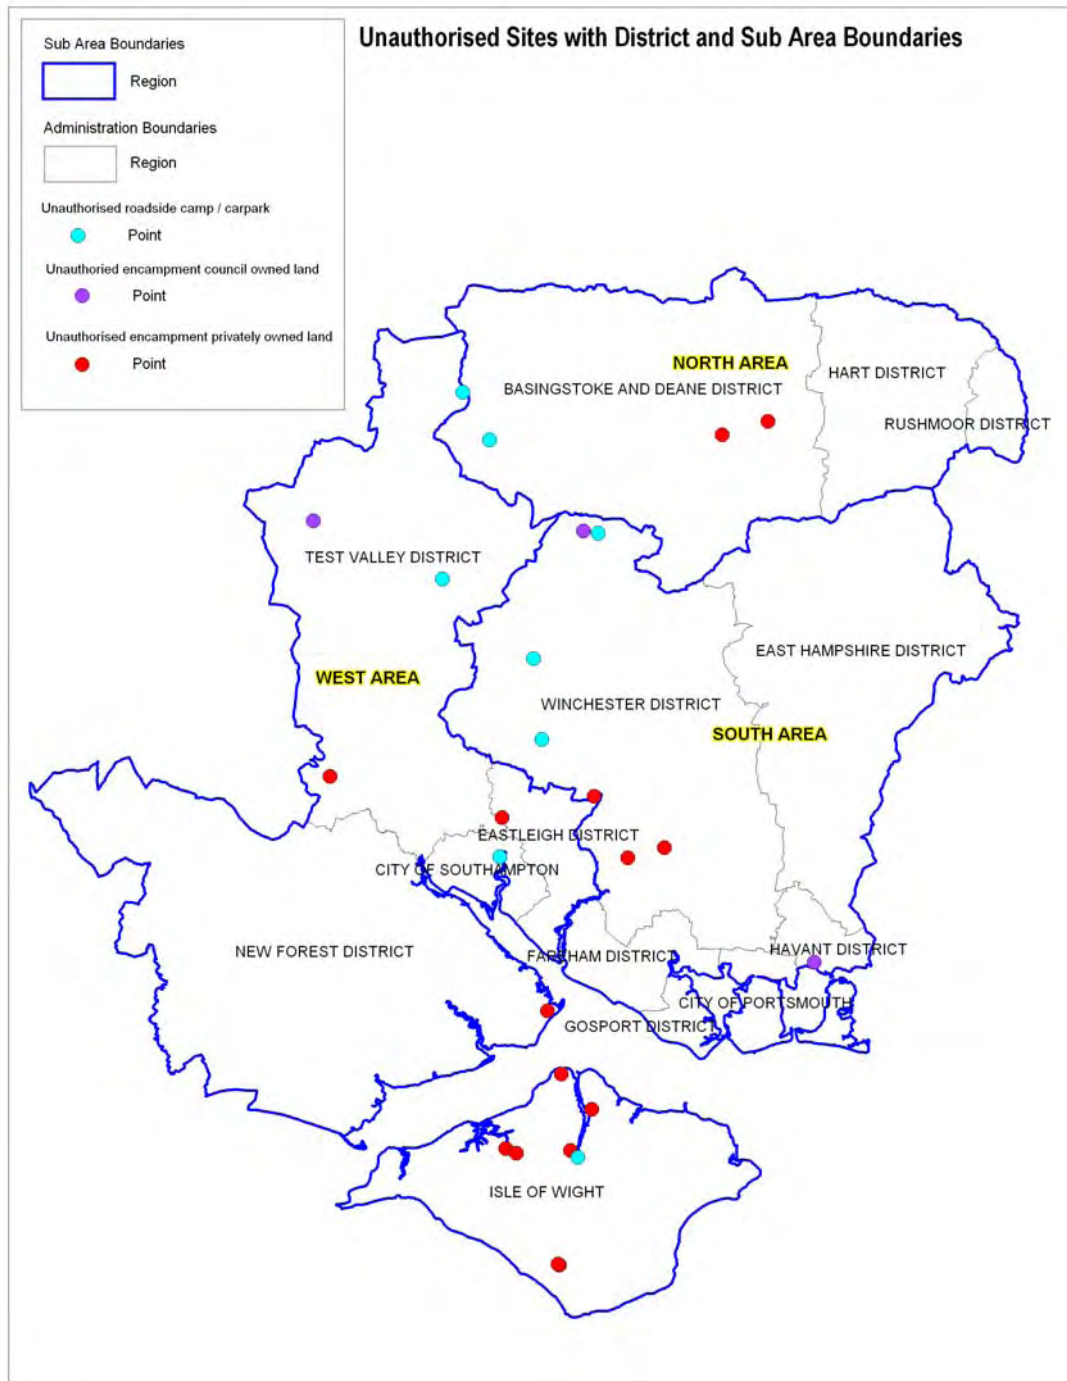 Unauthorised Sites with District and Sub Area Boundaries
Sub Area Boundaries
Region
Administration Boundaries
Region
Unauthorised roadside camp / carpark
Point
Unauthoried encampment council owned land
Point
Unauthorised encampment privately owned land
Point
NORTH AREA
HART DISTRICT
BASINGSTOKE AND DEANE DISTRICT
RUSHMOOR DISTRICT
TEST VALLEY DISTRICT
EAST HAMPSHIRE DISTRICT
WEST AREA
WINCHESTER DISTRICT
SOUTH AREA
EASTLEIGH DISTRICT
CITY OF SOUTHAMPTON
NEW FOREST DISTRICT
FAREHAM DISTRICT
HAVANT DISTRICT
CITY OF PORTSMOUTH
GOSPORT DISTRICT
ISLE OF WIGHT